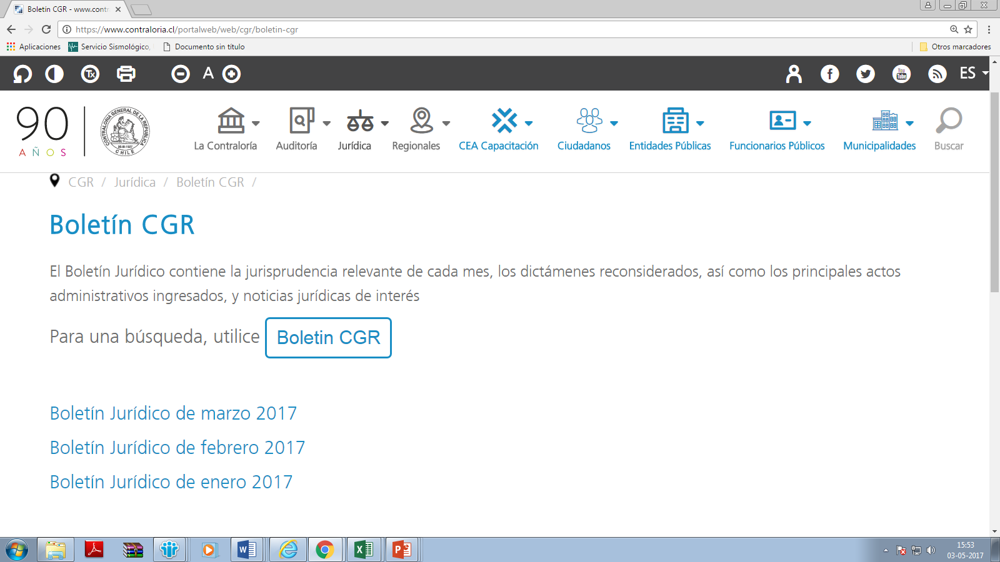 Boletín CGR - www.contr
https://www.contraloria.cl/portalweb/web/cgr/boletin-cgr
Aplicaciones
Servicio Sismológico,
Documento sin título
Otros marcadores
Tx
A
You
Tube
ES
90
AÑOS
CONTRALORIA GENERAL DE LA REPUBLICA
CHILE
La Contraloría
Auditoría
Jurídica
Regionales
CEA Capacitación
Ciudadanos
Entidades Públicas
Funcionarios Públicos
Municipalidades
Buscar
CGR / Jurídica / Boletín CGR /
Boletín CGR
El Boletín Jurídico contiene la jurisprudencia relevante de cada mes, los dictámenes reconsiderados, así como los principales actos
administrativos ingresados, y noticias jurídicas de interés
Para una búsqueda, utilice Boletin CGR
Boletín Jurídico de marzo 2017
Boletín Jurídico de febrero 2017
Boletín Jurídico de enero 2017
15:53
03-05-2017